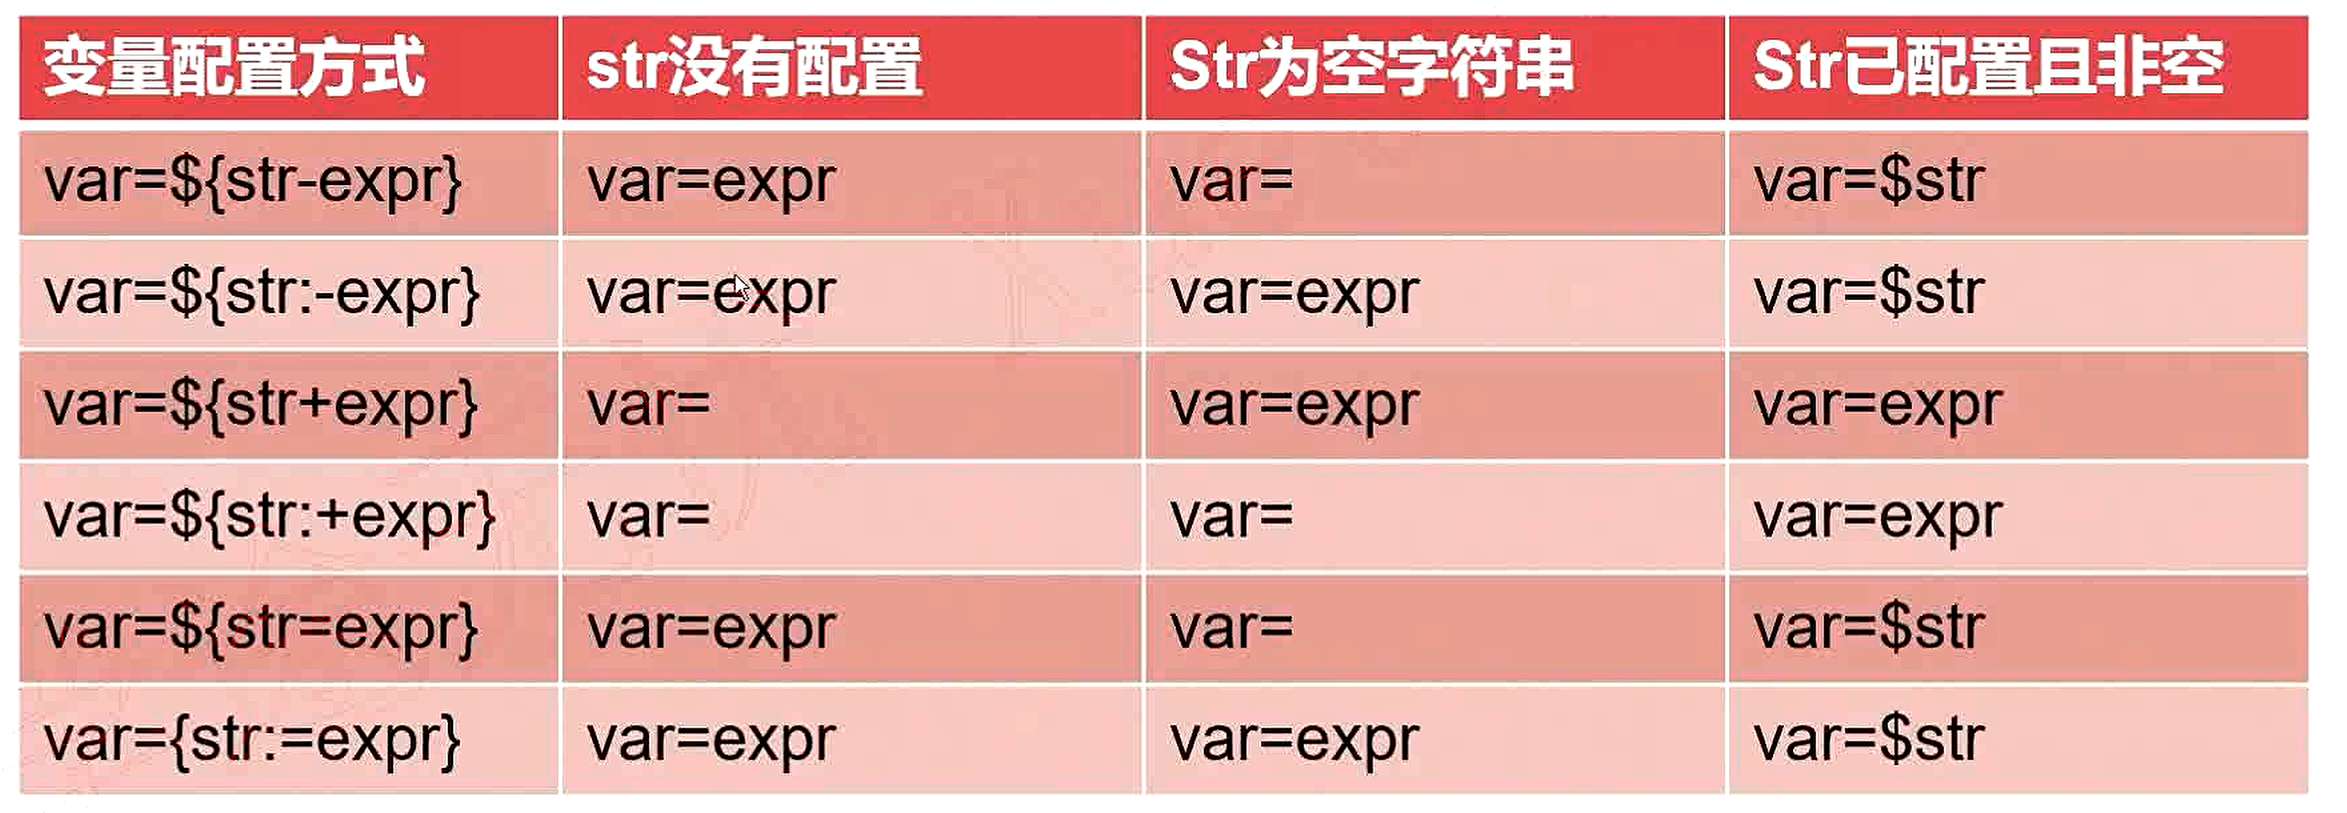 变量配置方式 str没有配置 Str为空字符串 Str已配置且非空
var=${str-expr} var=expr var= var=$str
var=${str:-expr} var=expr var=expr var=$str
var=${str+expr} var= var=expr var=expr
var=${str:+expr} var= var= var=expr
var=${str=expr} var=expr var= var=$str
var={str:=expr} var=expr var=expr var=$str